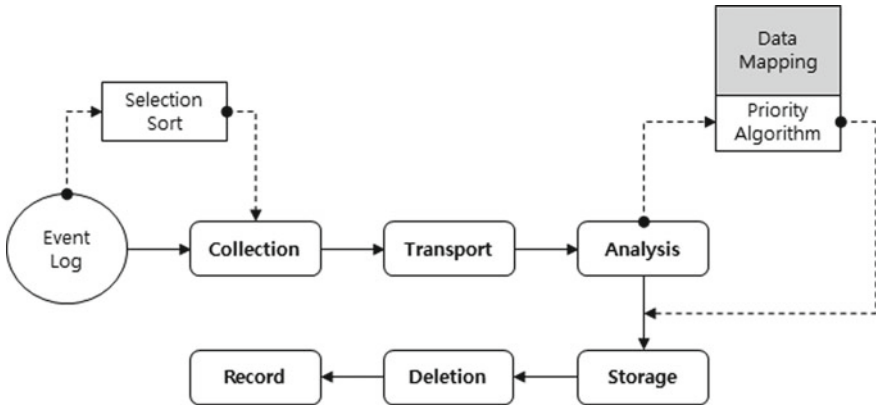 Data
Mapping
Priority
Algorithm
Selection
Sort
Event
Log
Collection
Transport
Analysis
Record
Deletion
Storage